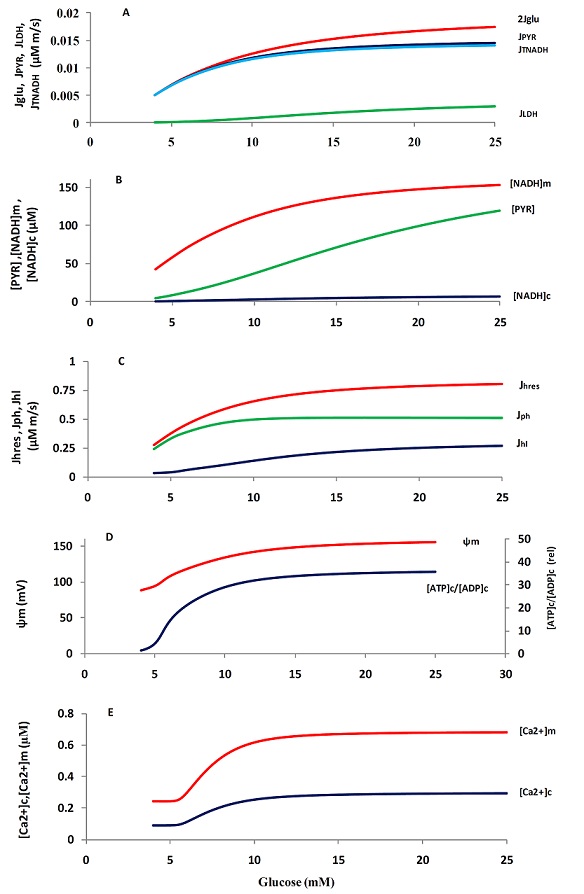 A
Jglu, JPYR, JLDH,
JTNADH (µM m/s)
0.02
0.015
0.01
0.005
0
0 5 10 15 20 25
2Jglu
JPYR
JTNADH
JLDH
B
[PYR] ,[NADH]m ,
[NADH]c (µM)
150
100
50
0
0 5 10 15 20 25
[NADH]m
[PYR]
[NADH]c
C
Jhres , Jph, Jhl
(µM m/s)
1
0.75
0.5
0.25
0
0 5 10 15 20 25
Jhres
Jph
Jhl
D
ψm (mV)
150
100
50
0
0 5 10 15 20 25 30
ψm
[ATP]c/[ADP]c
50
40
30
20
10
0
[ATP]c/[ADP]c (rel)
E
[Ca2+]c,[Ca2+]m (µM)
0.8
0.6
0.4
0.2
0
0 5 10 15 20 25
[Ca2+]m
[Ca2+]c
Glucose (mM)